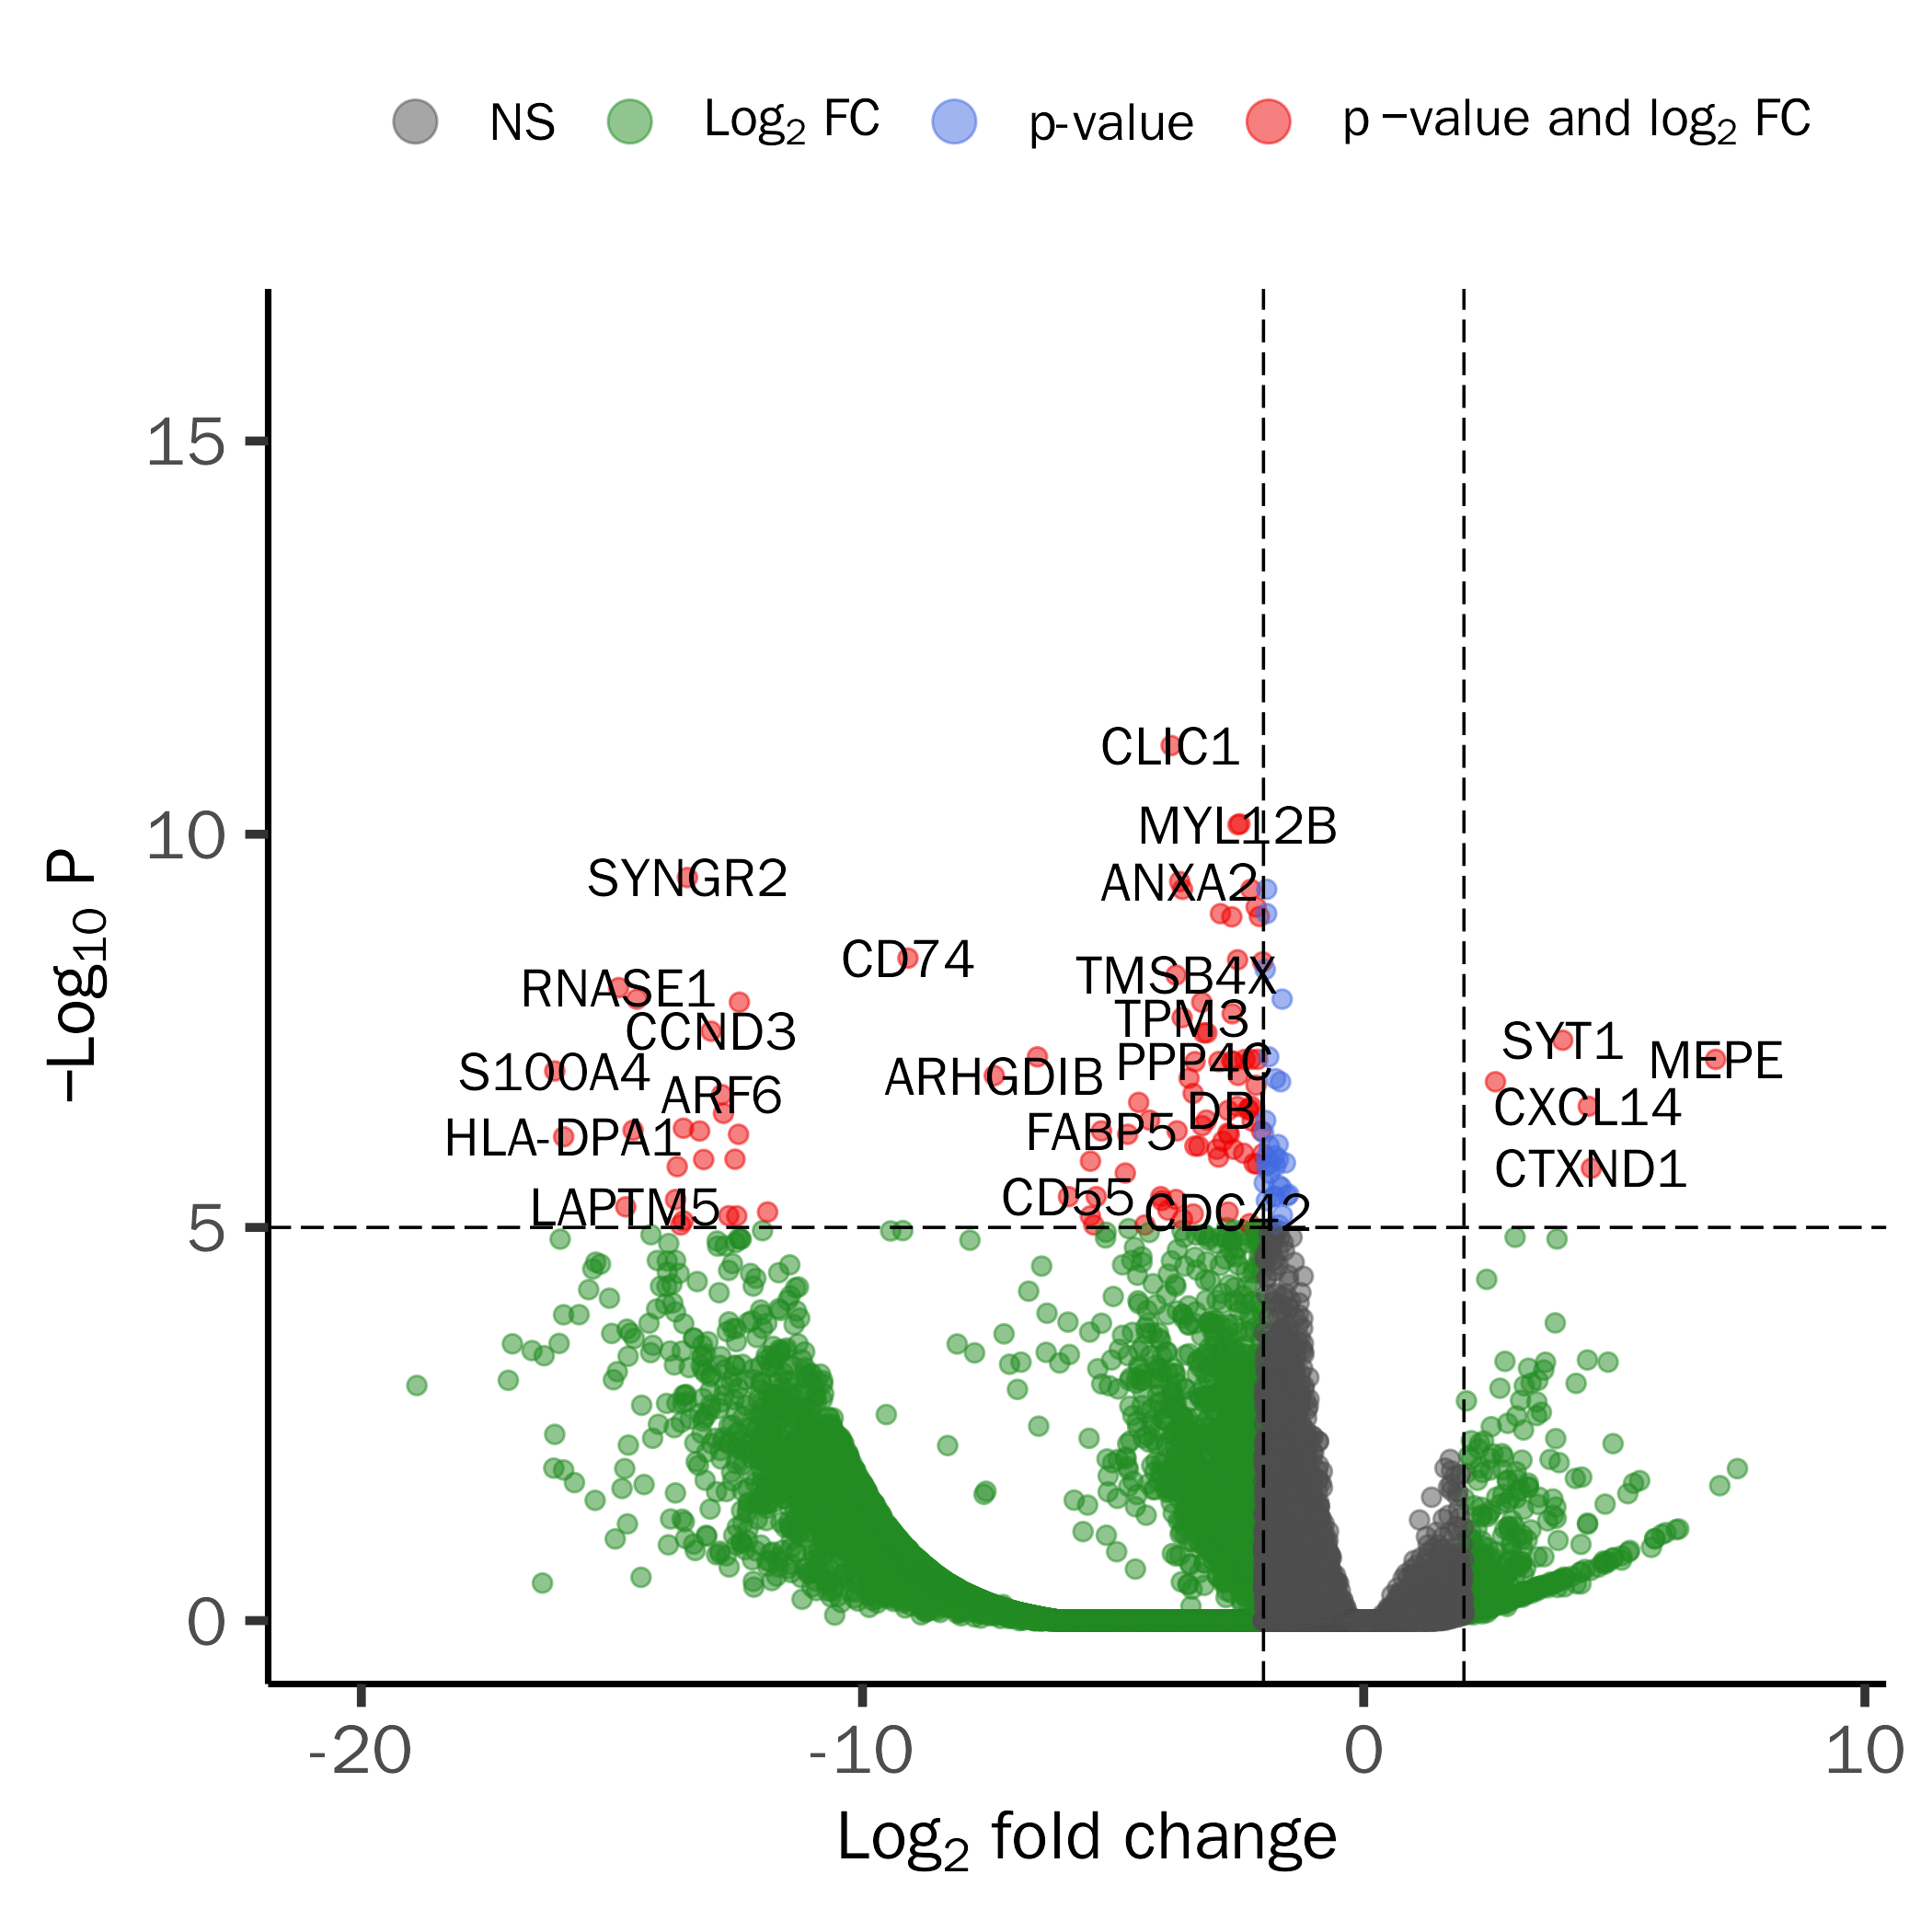 NS Log2 FC p-value p −value and log2 FC
−Log10 P
15
10
5
0
CLIC1
MYL12B
SYNGR2
ANXA2
CD74
TMSB4X
RNASE1
TPM3
CCND3
SYT1
MEPE
PPP4C
S100A4
ARHGDIB
ARF6
CXCL14
DBI
FABP5
HLA-DPA1
CTXND1
CD55
LAPTM5
CDC42
-20 -10 0 10
Log2 fold change